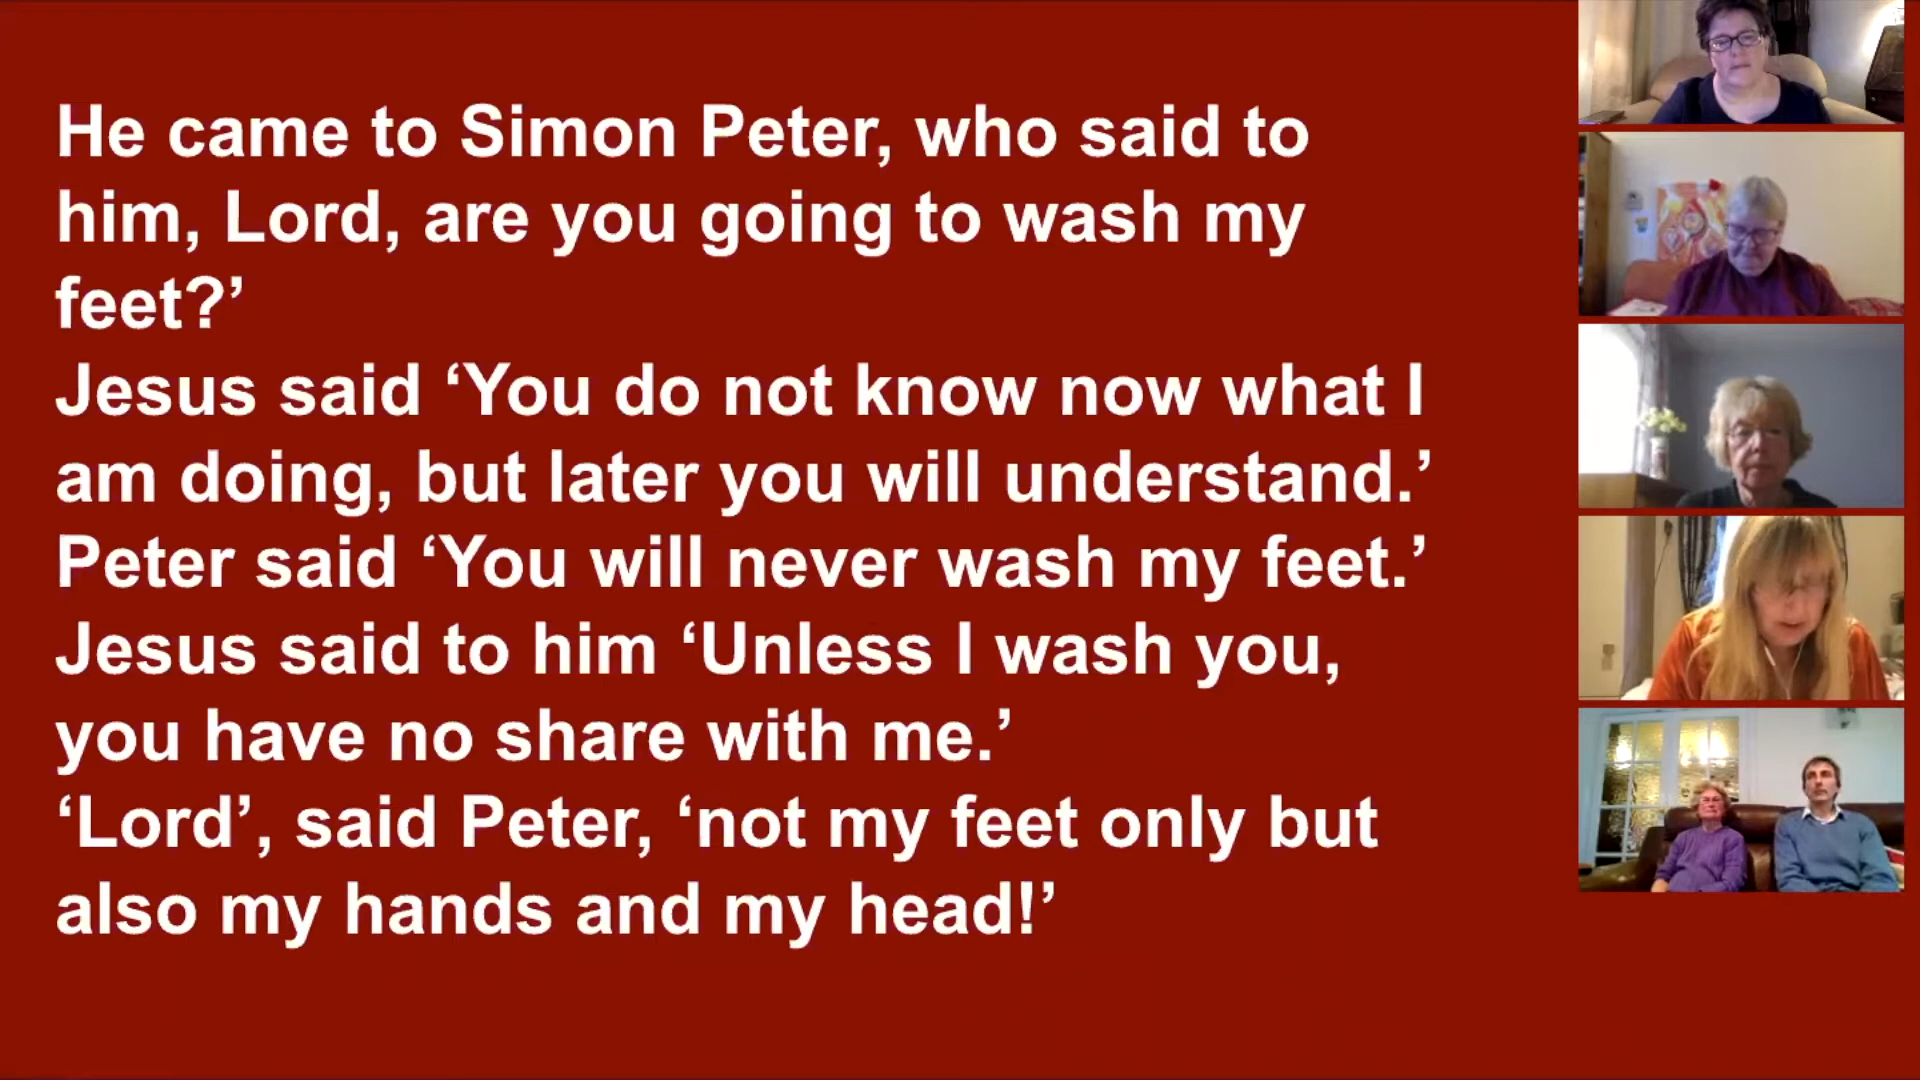 He came to Simon Peter, who said to
him, Lord, are you going to wash my
feet?’
Jesus said ‘You do not know now what I
am doing, but later you will understand.’
Peter said ‘You will never wash my feet.’
Jesus said to him ‘Unless I wash you,
you have no share with me.’
‘Lord’, said Peter, ‘not my feet only but
also my hands and my head!’